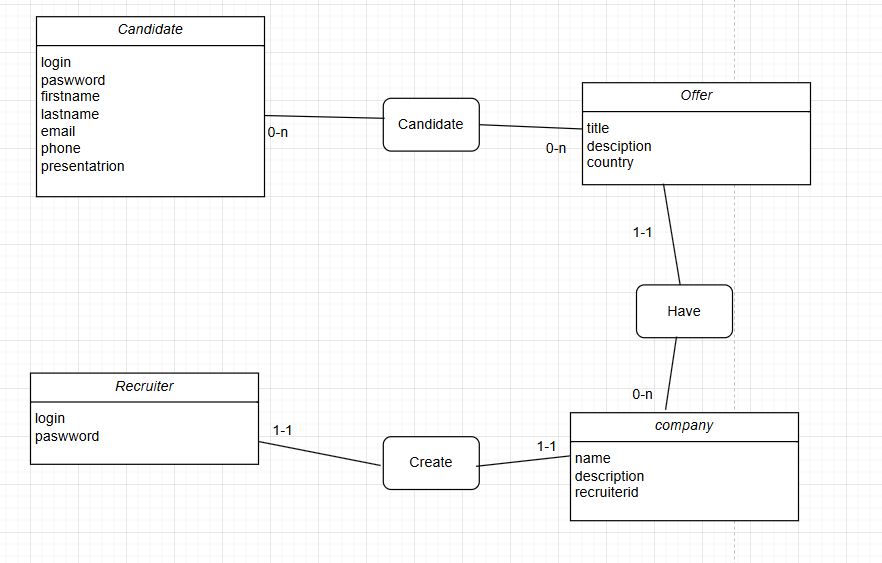 Candidate
login
paswword
firstname
lastname
email
phone
presentatrion
0-n
Candidate
0-n
Offer
title
desciption
country
1-1
Have
0-n
Recruiter
login
paswword
1-1
Create
1-1
company
name
description
recruiterid